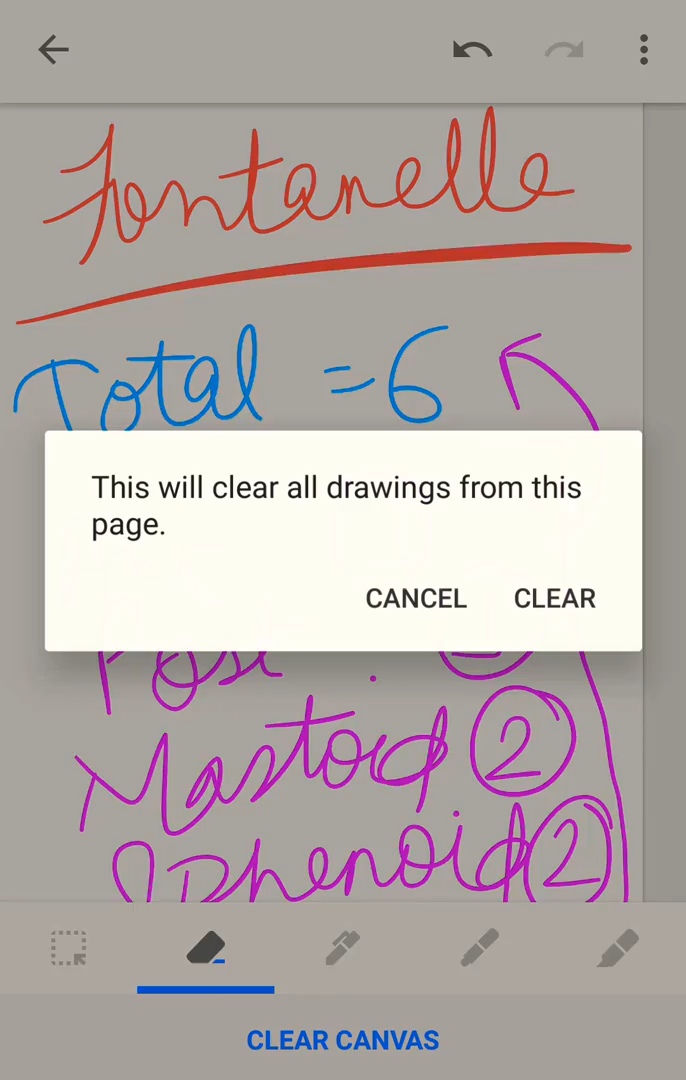 Fontanelle
Total = 6
This will clear all drawings from this
page.
CANCEL CLEAR
Post.
Mastoid 2
Sphenoid 2
CLEAR CANVAS